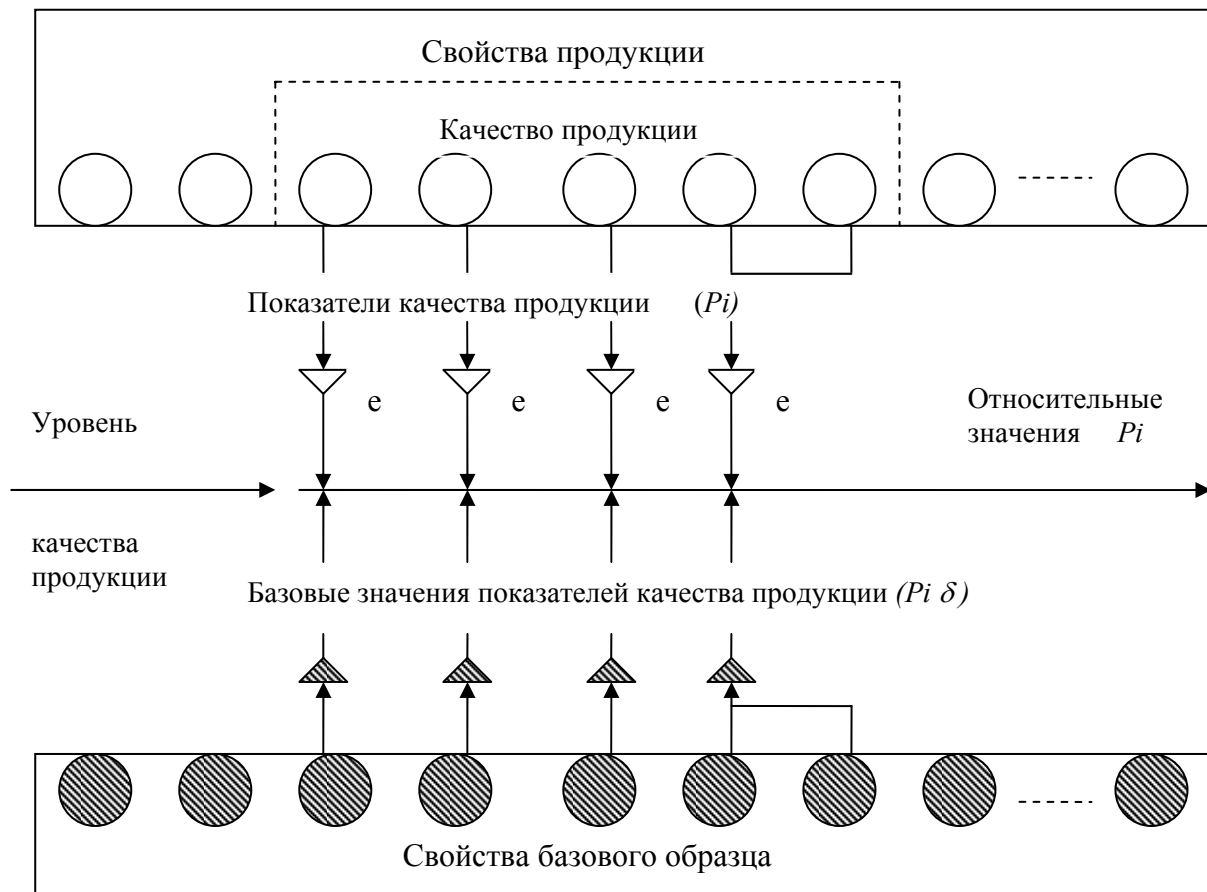 Свойства продукции
Качество продукции
Показатели качества продукции (Pi)
е е е е
Уровень
Относительные
значения Pi
качества
продукции
Базовые значения показателей качества продукции (Pi δ)
Свойства базового образца